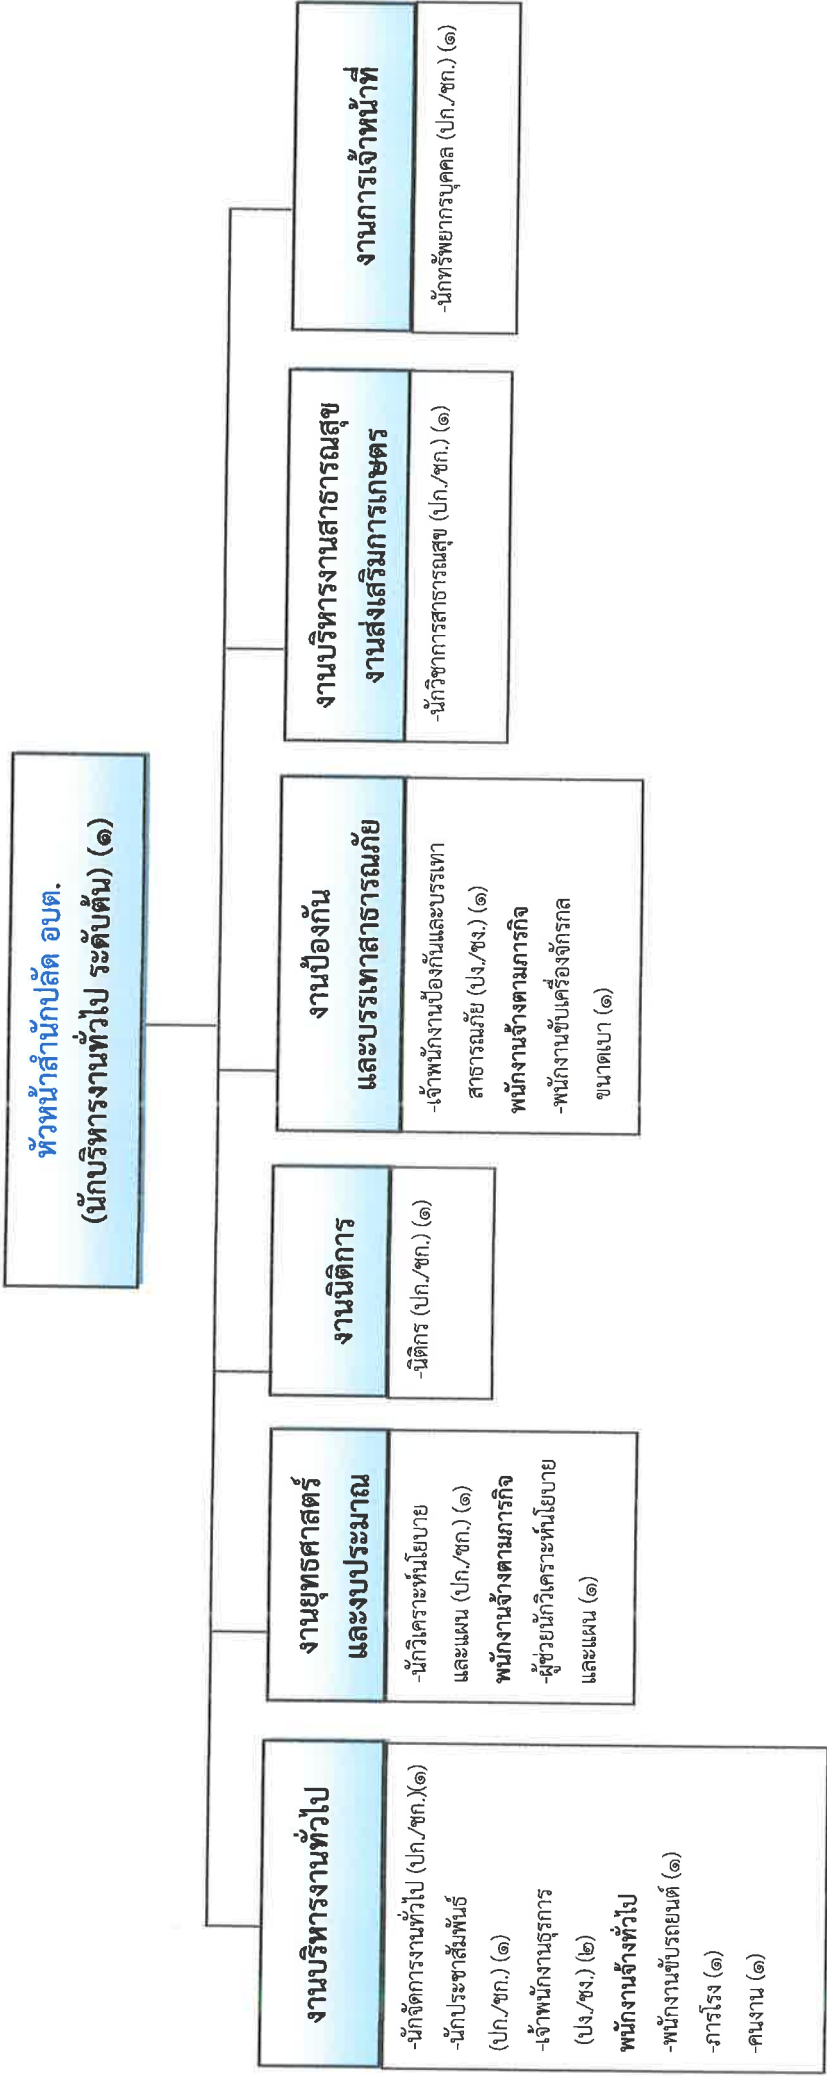 หัวหน้าสำนักปลัด อบต.
(นักบริหารงานทั่วไป ระดับต้น) (๑)
งานบริหารงานทั่วไป
-นักจัดการงานทั่วไป (ปก./ชก.)(๑)
-นักประชาสัมพันธ์
(ปก./ชก.) (๑)
-เจ้าพนักงานธุรการ
(ปง./ชง.) (๒)
พนักงานจ้างทั่วไป
-พนักงานขับรถยนต์ (๑)
-ภารโรง (๑)
-คนงาน (๑)
งานยุทธศาสตร์
และงบประมาณ
-นักวิเคราะห์นโยบาย
และแผน (ปก./ชก.) (๑)
พนักงานจ้างตามภารกิจ
-ผู้ช่วยนักวิเคราะห์นโยบาย
และแผน (๑)
งานนิติการ
-นิติกร (ปก./ชก.) (๑)
งานป้องกัน
และบรรเทาสาธารณภัย
-เจ้าพนักงานป้องกันและบรรเทา
สาธารณภัย (ปง./ชง.) (๑)
พนักงานจ้างตามภารกิจ
-พนักงานขับเครื่องจักรกล
ขนาดเบา (๑)
งานบริหารงานสาธารณสุข
งานส่งเสริมการเกษตร
-นักวิชาการสาธารณสุข (ปก./ชก.) (๑)
งานการเจ้าหน้าที่
-นักทรัพยากรบุคคล (ปก./ชก.) (๑)